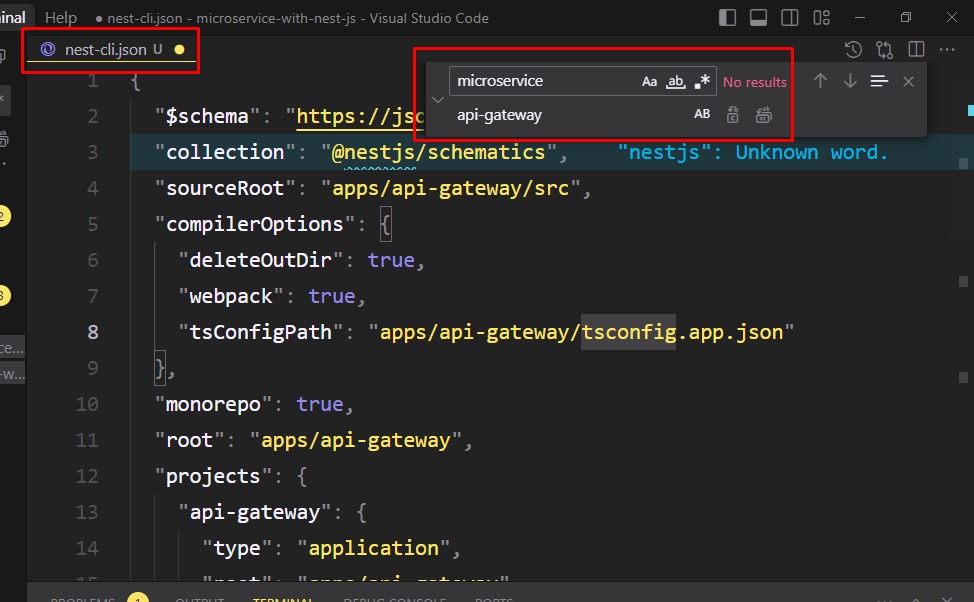 inal Help ● nest-cli.json - microservice-with-nest-js - Visual Studio Code
nest-cli.json U ●
microservice Aa ab .* No results
api-gateway AB
1 {
2 "$schema": "https://jsc
3 "collection": "@nestjs/schematics", "nestjs": Unknown word.
4 "sourceRoot": "apps/api-gateway/src",
5 "compilerOptions": {
6 "deleteOutDir": true,
7 "webpack": true,
8 "tsConfigPath": "apps/api-gateway/tsconfig.app.json"
9 },
10 "monorepo": true,
11 "root": "apps/api-gateway",
12 "projects": {
13 "api-gateway": {
14 "type": "application",
15 "root": "apps/api-gateway"
2
3
ce...
-w...
PROBLEMS 1 OUTPUT TERMINAL DEBUG CONSOLE PORTS